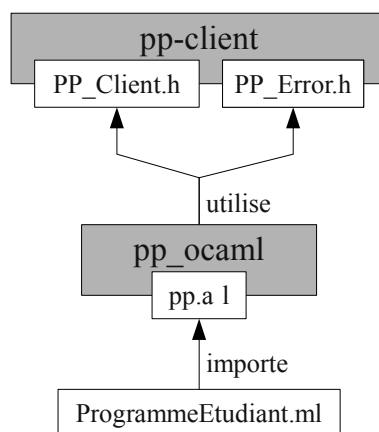 pp-client
PP_Client.h PP_Error.h
utilise
pp_ocaml
pp.a l
importe
ProgrammeEtudiant.ml